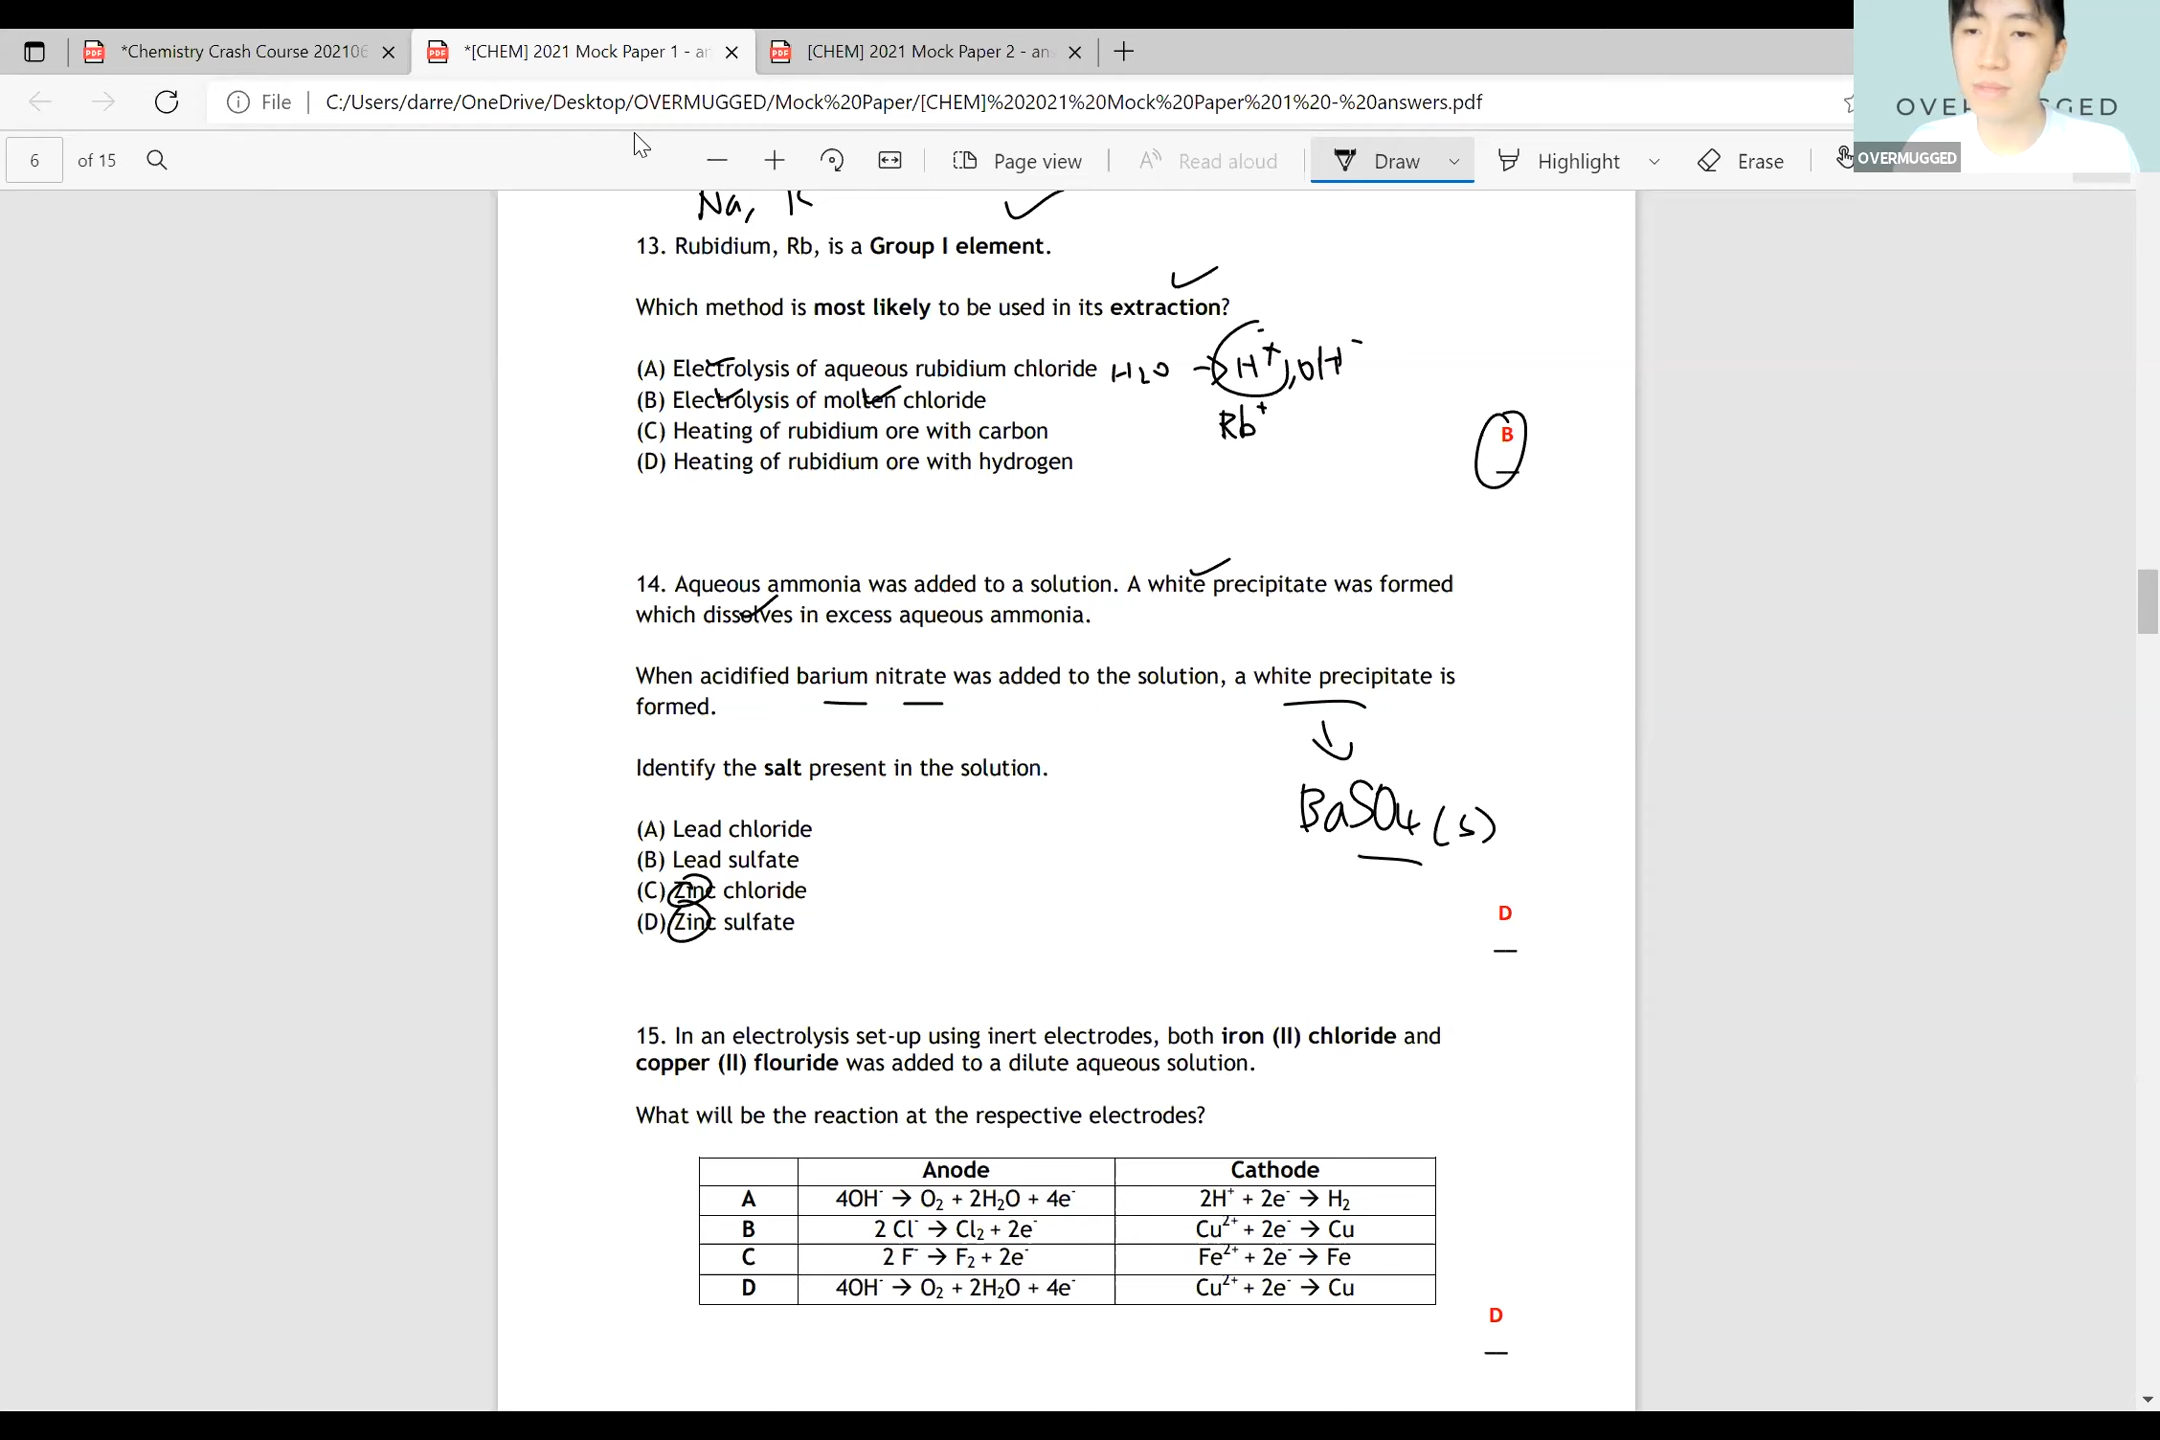 *Chemistry Crash Course 202106
*[CHEM] 2021 Mock Paper 1 - an
[CHEM] 2021 Mock Paper 2 - ans
File
C:/Users/darre/OneDrive/Desktop/OVERMUGGED/Mock%20Paper/[CHEM]%202021%20Mock%20Paper%201%20-%20answers.pdf
OVERMUGGED
6 of 15
Page view
Read aloud
Draw
Highlight
Erase
Na, K
13. Rubidium, Rb, is a Group I element.
Which method is most likely to be used in its extraction?
(A) Electrolysis of aqueous rubidium chloride H₂O → H⁺, OH⁻
(B) Electrolysis of molten chloride
Rb⁺
(C) Heating of rubidium ore with carbon
B
(D) Heating of rubidium ore with hydrogen
14. Aqueous ammonia was added to a solution. A white precipitate was formed
which dissolves in excess aqueous ammonia.
When acidified barium nitrate was added to the solution, a white precipitate is
formed.
Identify the salt present in the solution.
BaSO₄ (s)
(A) Lead chloride
(B) Lead sulfate
(C) Zinc chloride
(D) Zinc sulfate
D
15. In an electrolysis set-up using inert electrodes, both iron (II) chloride and
copper (II) flouride was added to a dilute aqueous solution.
What will be the reaction at the respective electrodes?
Anode Cathode
A 4OH⁻ → O₂ + 2H₂O + 4e⁻ 2H⁺ + 2e⁻ → H₂
B 2 Cl⁻ → Cl₂ + 2e⁻ Cu²⁺ + 2e⁻ → Cu
C 2 F⁻ → F₂ + 2e⁻ Fe²⁺ + 2e⁻ → Fe
D 4OH⁻ → O₂ + 2H₂O + 4e⁻ Cu²⁺ + 2e⁻ → Cu
D